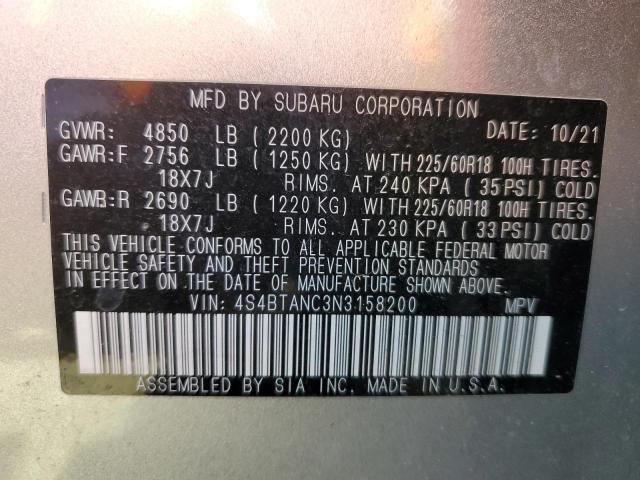 MFD BY SUBARU CORPORATION
GVWR: 4850 LB (2200 KG) DATE: 10/21
GAWR:F 2756 LB (1250 KG) WITH 225/60R18 100H TIRES.
18X7J RIMS. AT 240 KPA (35PSI) COLD
GAWR:R 2690 LB (1220 KG) WITH 225/60R18 100H TIRES.
18X7J RIMS. AT 230 KPA (33PSI) COLD
THIS VEHICLE CONFORMS TO ALL APPLICABLE FEDERAL MOTOR
VEHICLE SAFETY AND THEFT PREVENTION STANDARDS
IN EFFECT ON THE DATE OF MANUFACTURE SHOWN ABOVE.
VIN: 4S4BTANC3N3158200 MPV
ASSEMBLED BY SIA INC. MADE IN U.S.A.